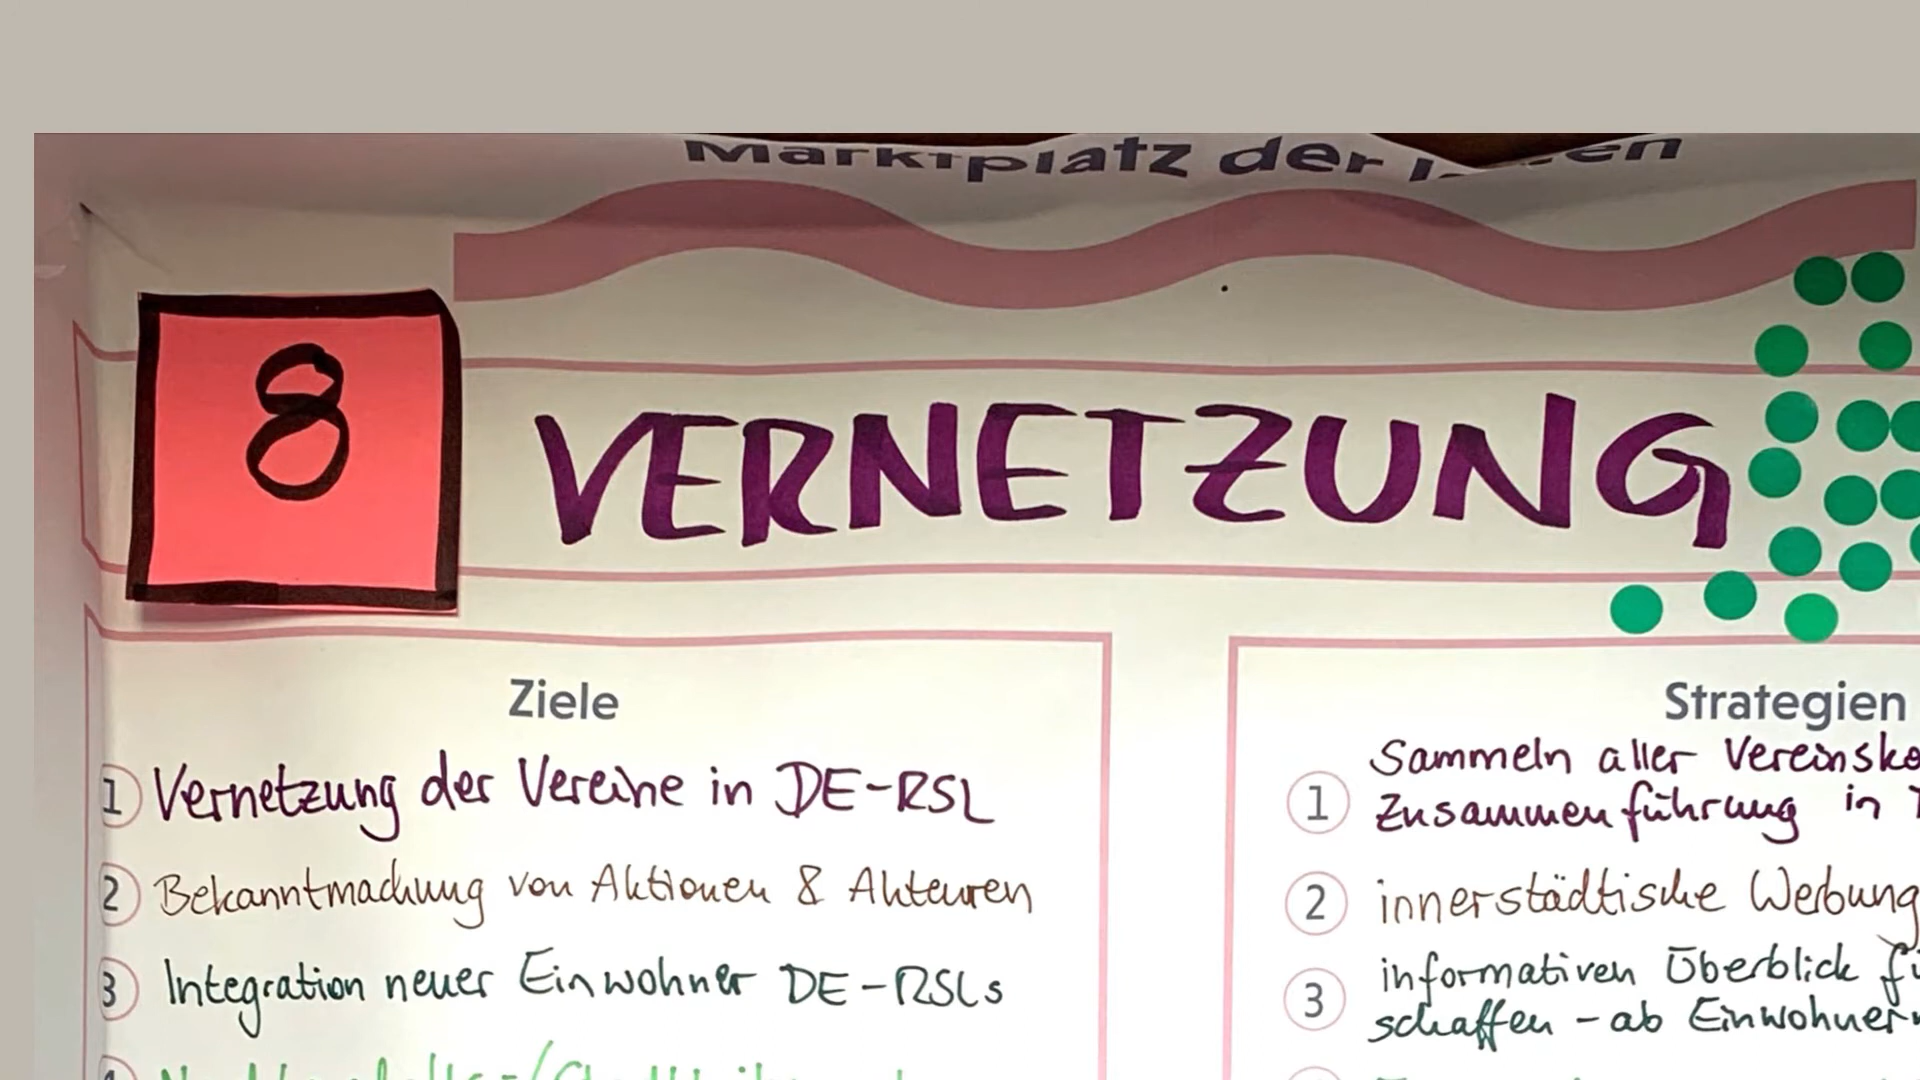 Marktplatz der
8
VERNETZUNG
Ziele
1 Vernetzung der Vereine in DE-RSL
2 Bekanntmachung von Aktionen & Akteuren
3 Integration neuer Einwohner DE-RSLs
Strategien
1 Sammeln aller
Zusammenführung in
2 innerstädtische Werbung
3 informativen Überblick
schaffen - ab